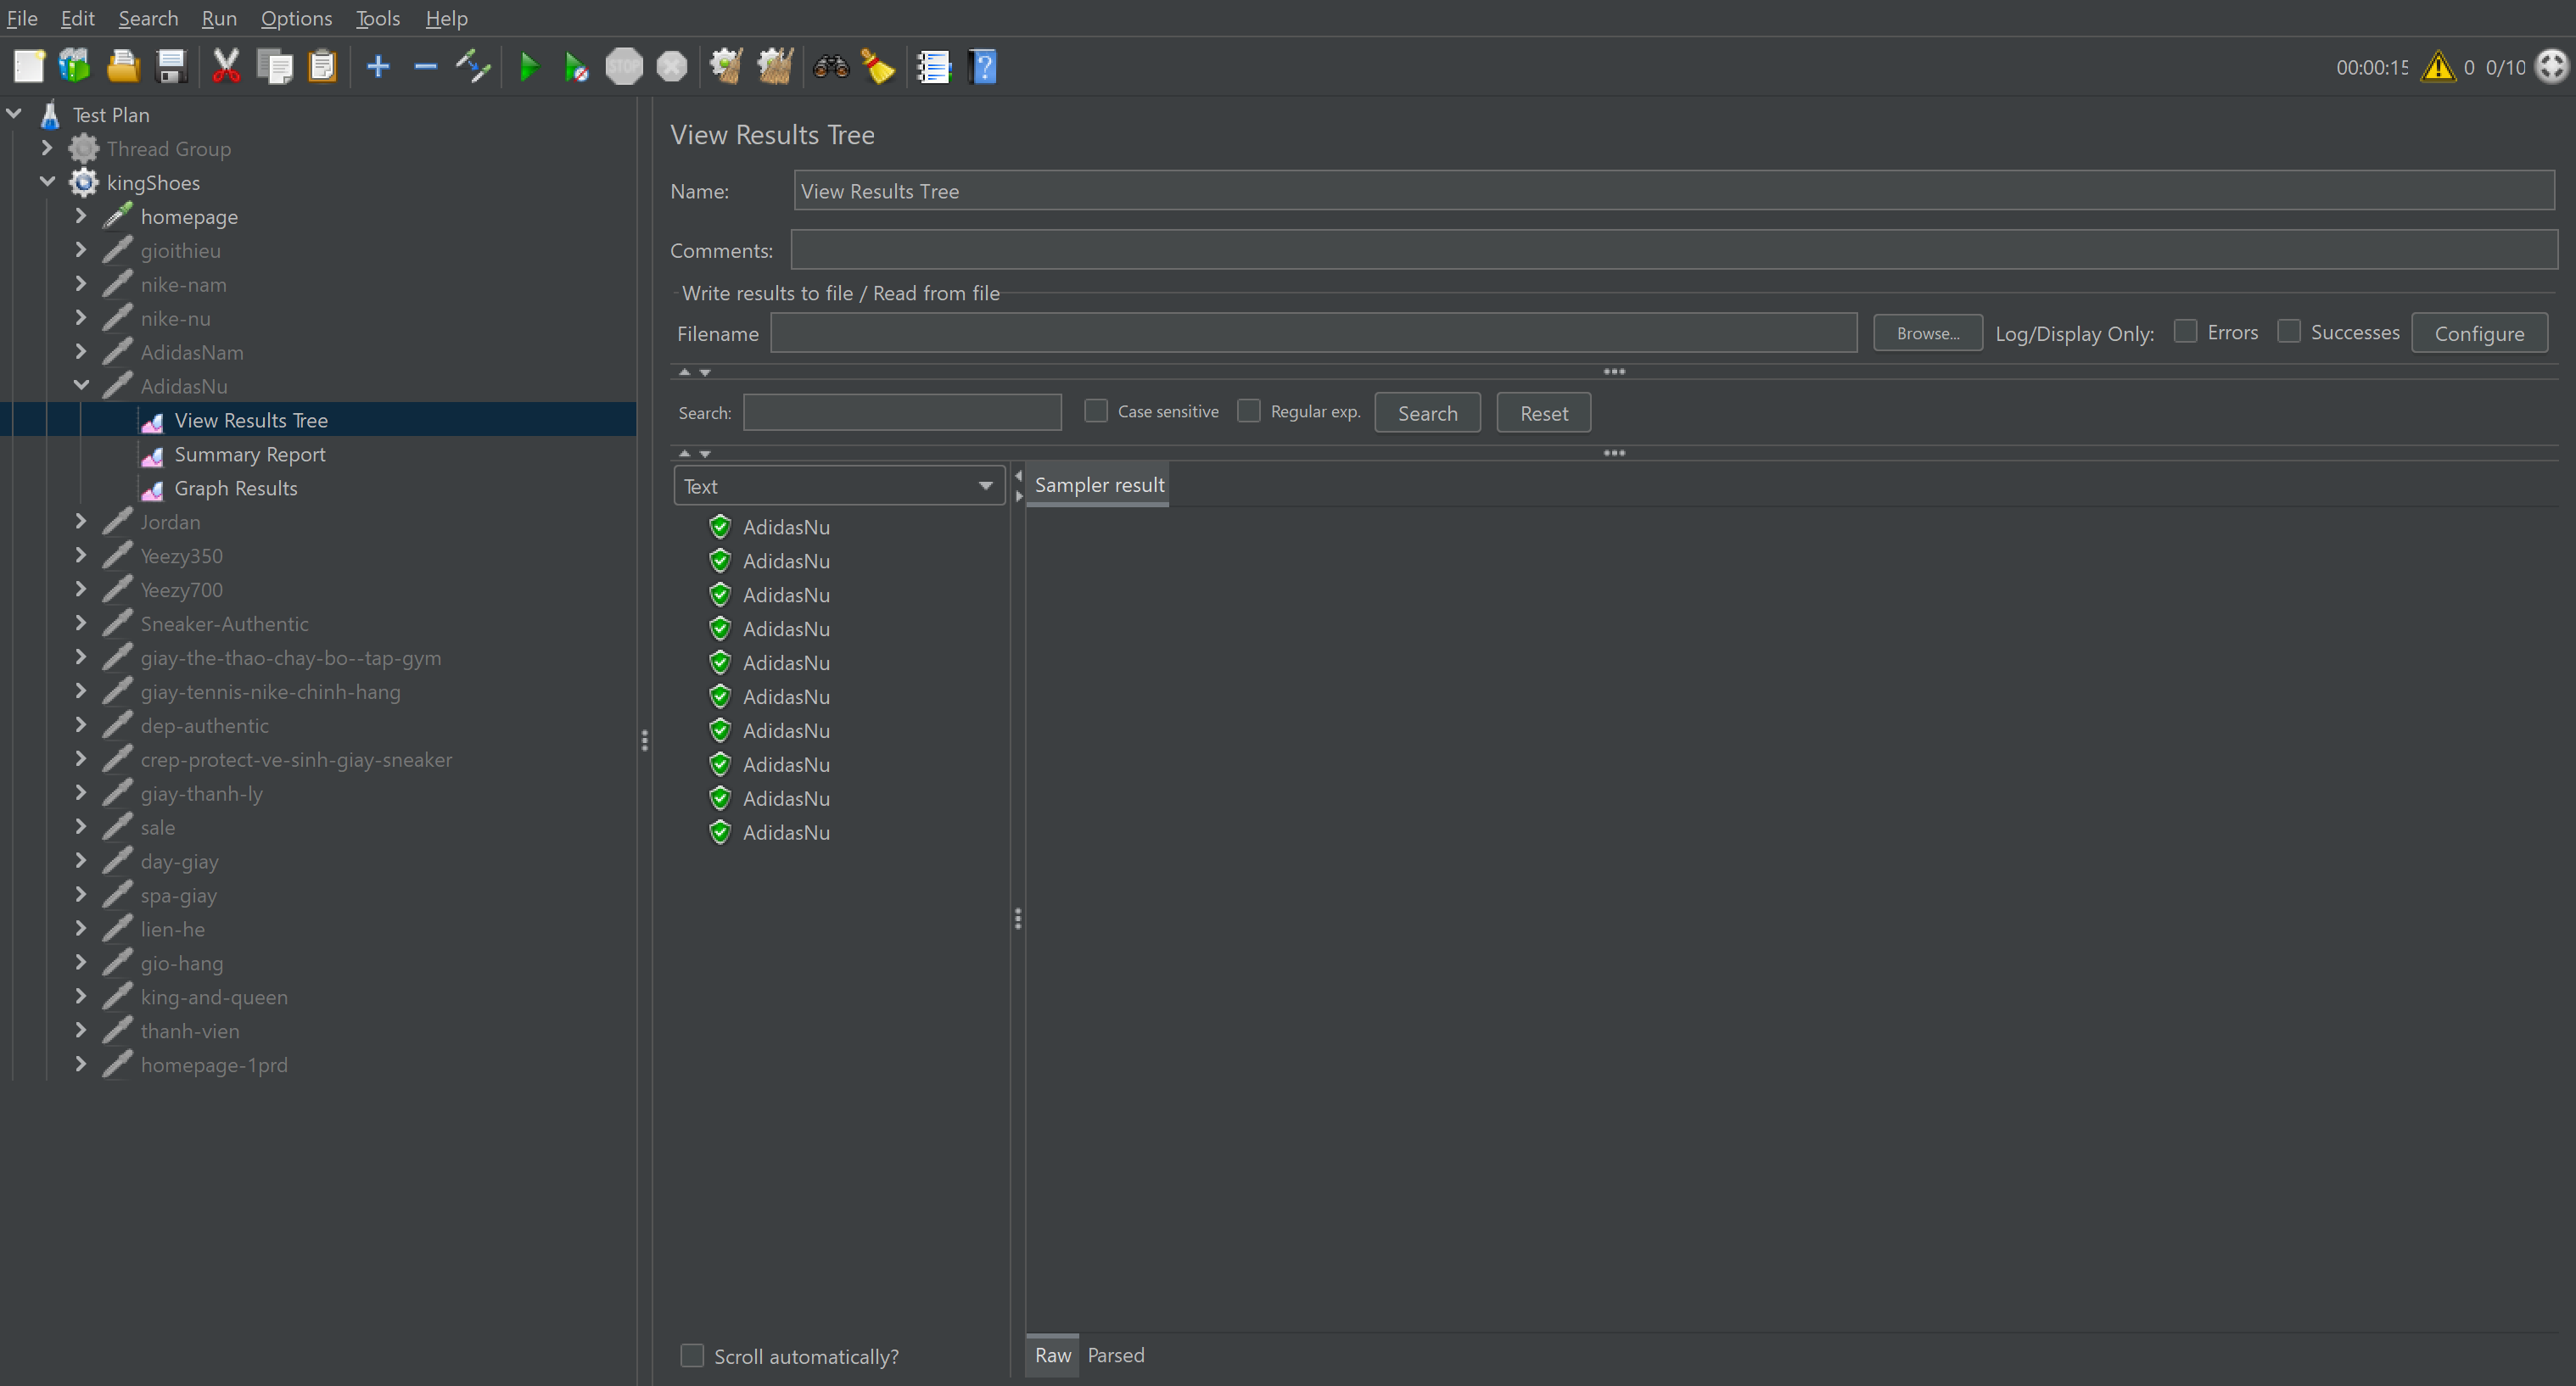 File Edit Search Run Options Tools Help
STOP
?
00:00:15 0 0/10
Test Plan
Thread Group
kingShoes
homepage
gioithieu
nike-nam
nike-nu
AdidasNam
AdidasNu
View Results Tree
Summary Report
Graph Results
Jordan
Yeezy350
Yeezy700
Sneaker-Authentic
giay-the-thao-chay-bo--tap-gym
giay-tennis-nike-chinh-hang
dep-authentic
crep-protect-ve-sinh-giay-sneaker
giay-thanh-ly
sale
day-giay
spa-giay
lien-he
gio-hang
king-and-queen
thanh-vien
homepage-1prd
View Results Tree
Name: View Results Tree
Comments:
Write results to file / Read from file
Filename Browse... Log/Display Only: Errors Successes Configure
Search: Case sensitive Regular exp. Search Reset
Text
AdidasNu
AdidasNu
AdidasNu
AdidasNu
AdidasNu
AdidasNu
AdidasNu
AdidasNu
AdidasNu
AdidasNu
Scroll automatically?
Sampler result
Raw Parsed